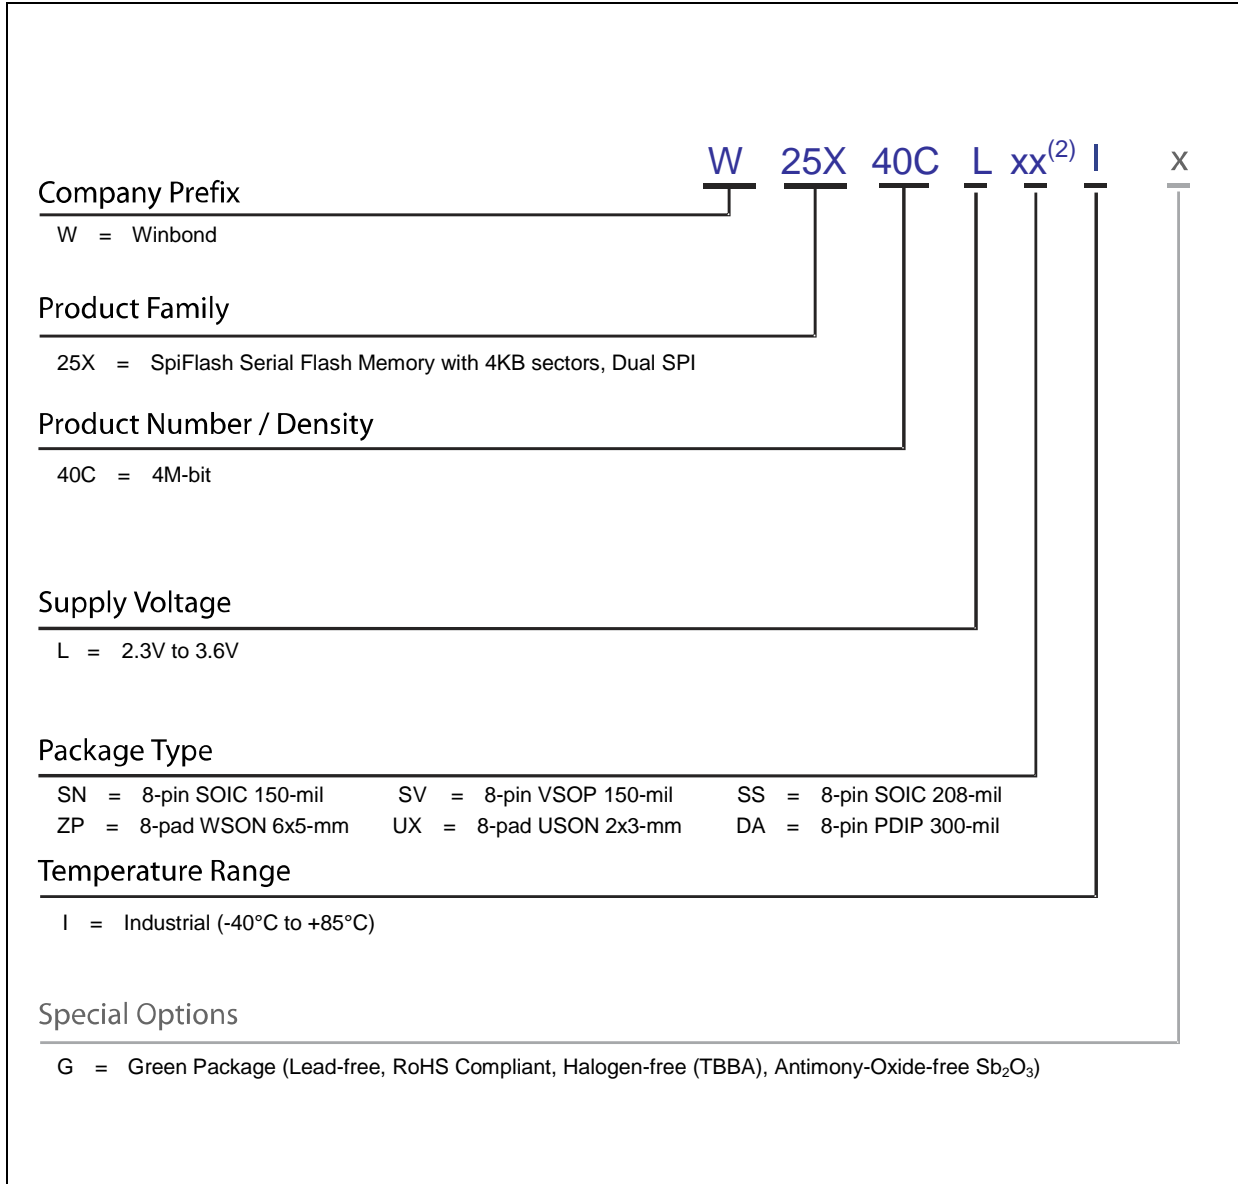 W 25X 40C L xx(2) I x
Company Prefix
W = Winbond
Product Family
25X = SpiFlash Serial Flash Memory with 4KB sectors, Dual SPI
Product Number / Density
40C = 4M-bit
Supply Voltage
L = 2.3V to 3.6V
Package Type
SN = 8-pin SOIC 150-mil SV = 8-pin VSOP 150-mil SS = 8-pin SOIC 208-mil
ZP = 8-pad WSON 6x5-mm UX = 8-pad USON 2x3-mm DA = 8-pin PDIP 300-mil
Temperature Range
I = Industrial (-40°C to +85°C)
Special Options
G = Green Package (Lead-free, RoHS Compliant, Halogen-free (TBBA), Antimony-Oxide-free Sb₂O₃)